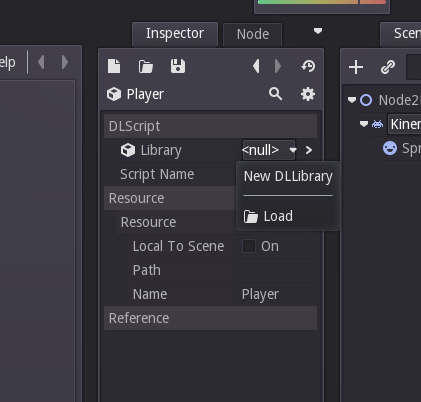 Inspector
Node
Player
DLScript
Library
<null>
Script Name
New DLLibrary
Load
Resource
Resource
Local To Scene
On
Path
Name
Player
Reference
elp
Scen
Node2
Kiner
Spr